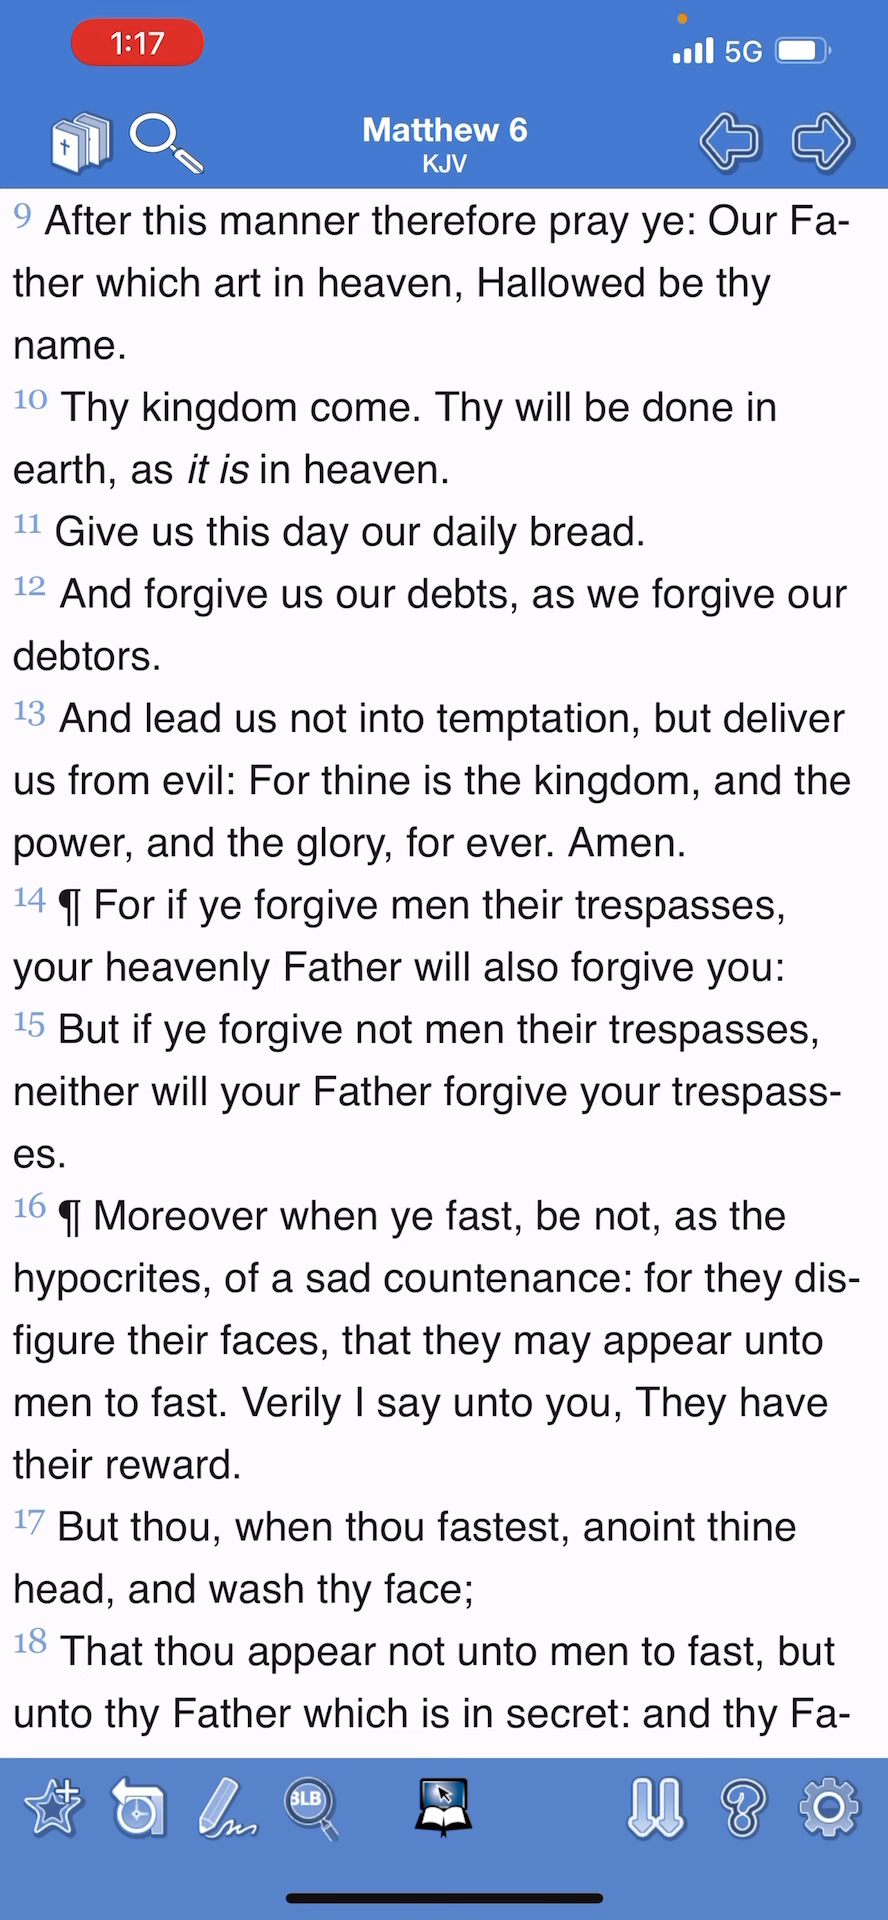 1:17
5G
Matthew 6
KJV
9 After this manner therefore pray ye: Our Fa-
ther which art in heaven, Hallowed be thy
name.
10 Thy kingdom come. Thy will be done in
earth, as it is in heaven.
11 Give us this day our daily bread.
12 And forgive us our debts, as we forgive our
debtors.
13 And lead us not into temptation, but deliver
us from evil: For thine is the kingdom, and the
power, and the glory, for ever. Amen.
14 ¶ For if ye forgive men their trespasses,
your heavenly Father will also forgive you:
15 But if ye forgive not men their trespasses,
neither will your Father forgive your trespass-
es.
16 ¶ Moreover when ye fast, be not, as the
hypocrites, of a sad countenance: for they dis-
figure their faces, that they may appear unto
men to fast. Verily I say unto you, They have
their reward.
17 But thou, when thou fastest, anoint thine
head, and wash thy face;
18 That thou appear not unto men to fast, but
unto thy Father which is in secret: and thy Fa-
BLB